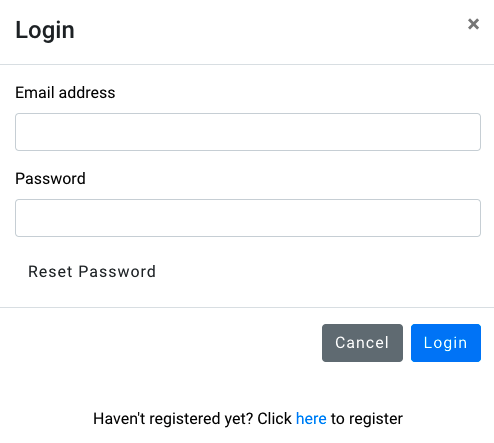 Login ×
Email address
Password
Reset Password
Cancel Login
Haven't registered yet? Click here to register